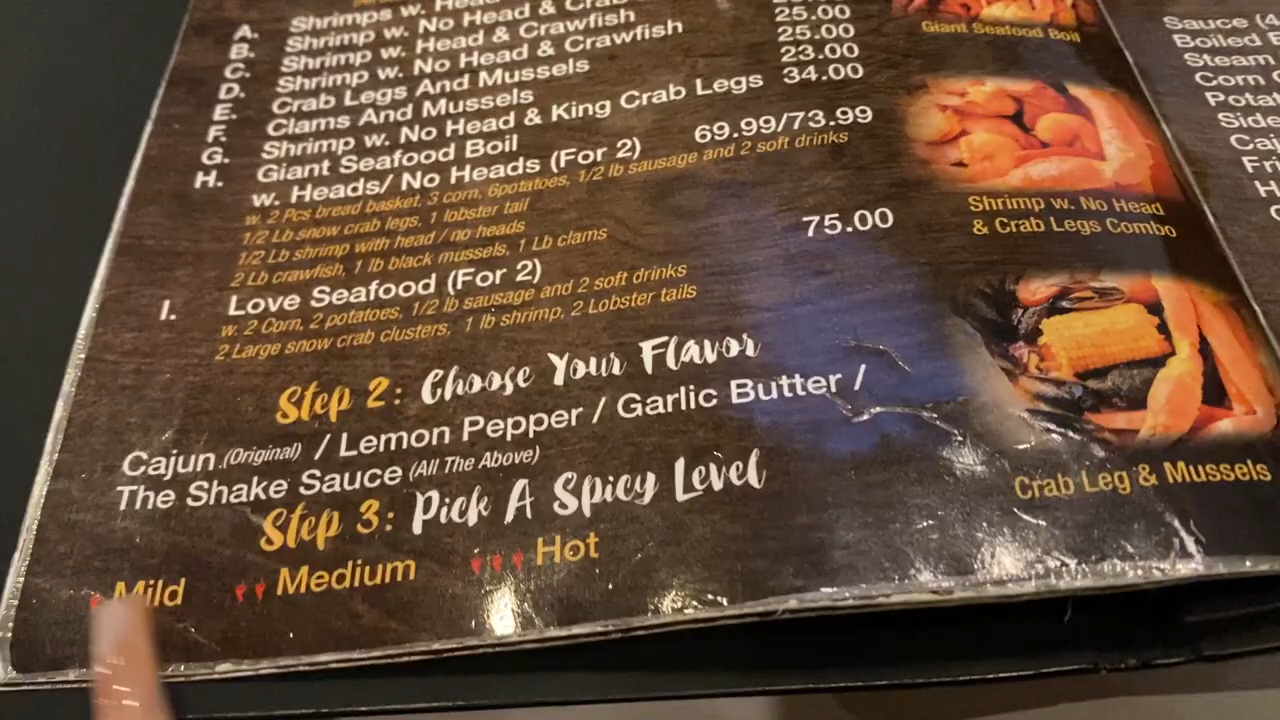 A. Shrimps w. Head
B. Shrimp w. No Head &
C. Shrimp w. Head & Crawfish 25.00
D. Shrimp w. No Head & Crawfish 25.00
E. Crab Legs And Mussels 23.00
F. Clams And Mussels
G. Shrimp w. No Head & King Crab Legs 34.00
H. Giant Seafood Boil
w. Heads/ No Heads (For 2) 69.99/73.99
w. 2 Pcs bread basket, 3 corn, 6potatoes, 1/2 lb sausage and 2 soft drinks
1/2 Lb snow crab legs, 1 lobster tail
1/2 Lb shrimp with head / no heads
2 Lb crawfish, 1 lb black mussels, 1 Lb clams
I. Love Seafood (For 2) 75.00
w. 2 Corn, 2 potatoes, 1/2 lb sausage and 2 soft drinks
2 Large snow crab clusters, 1 lb shrimp, 2 Lobster tails
Step 2: Choose Your Flavor
Cajun (Original) / Lemon Pepper / Garlic Butter /
The Shake Sauce (All The Above)
Step 3: Pick A Spicy Level
Mild Medium Hot
Giant Seafood Boil
Shrimp w. No Head
& Crab Legs Combo
Crab Leg & Mussels
Sauce (4
Boiled
Steam
Corn
Potat
Side
Caj
Fri